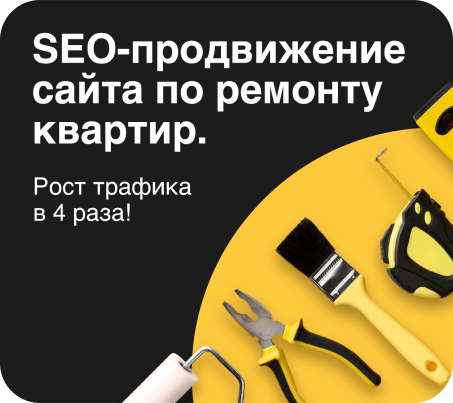 SEO-продвижение
сайта по ремонту
квартир.
Рост трафика
в 4 раза!